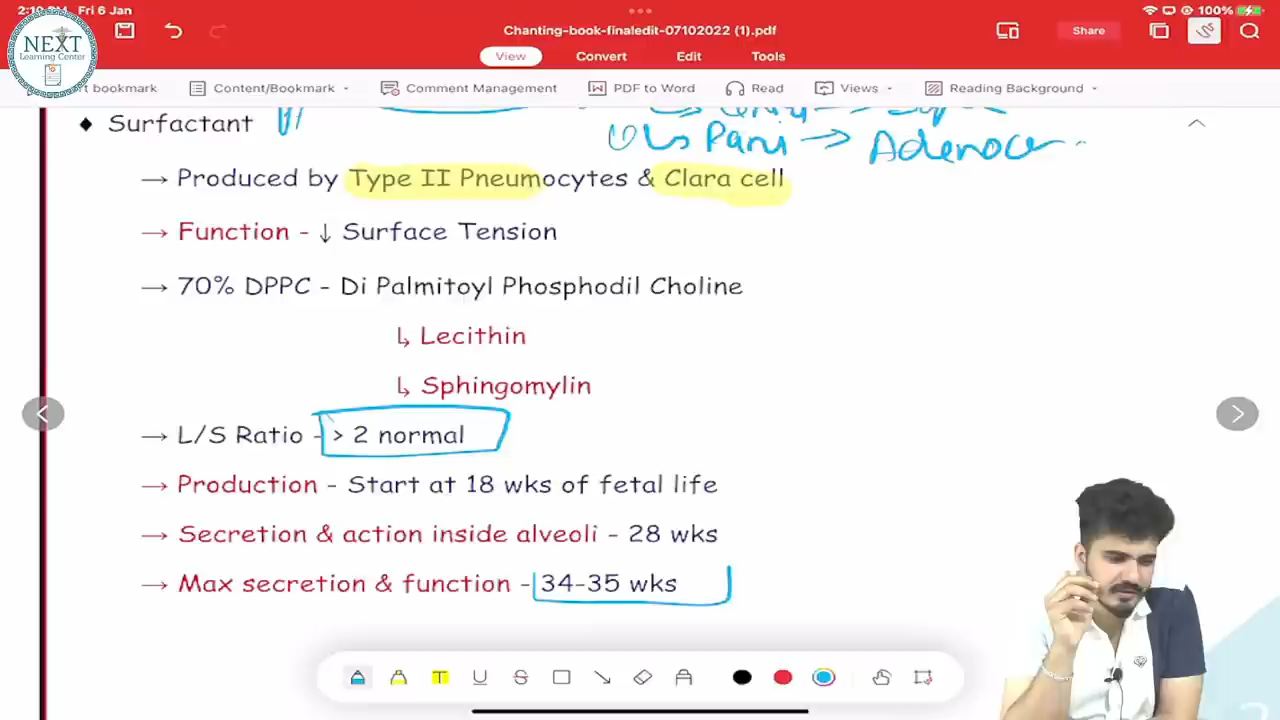 2:10 Fri 6 Jan
100%
NEXT
Learning Center
Chanting-book-finaledit-07102022 (1).pdf
Share
View Convert Edit Tools
bookmark Content/Bookmark Comment Management PDF to Word Read Views Reading Background
♦ Surfactant
Pani → Adenocar
→ Produced by Type II Pneumocytes & Clara cell
→ Function - ↓ Surface Tension
→ 70% DPPC - Di Palmitoyl Phosphodil Choline
↳ Lecithin
↳ Sphingomylin
→ L/S Ratio - > 2 normal
→ Production - Start at 18 wks of fetal life
→ Secretion & action inside alveoli - 28 wks
→ Max secretion & function - 34-35 wks